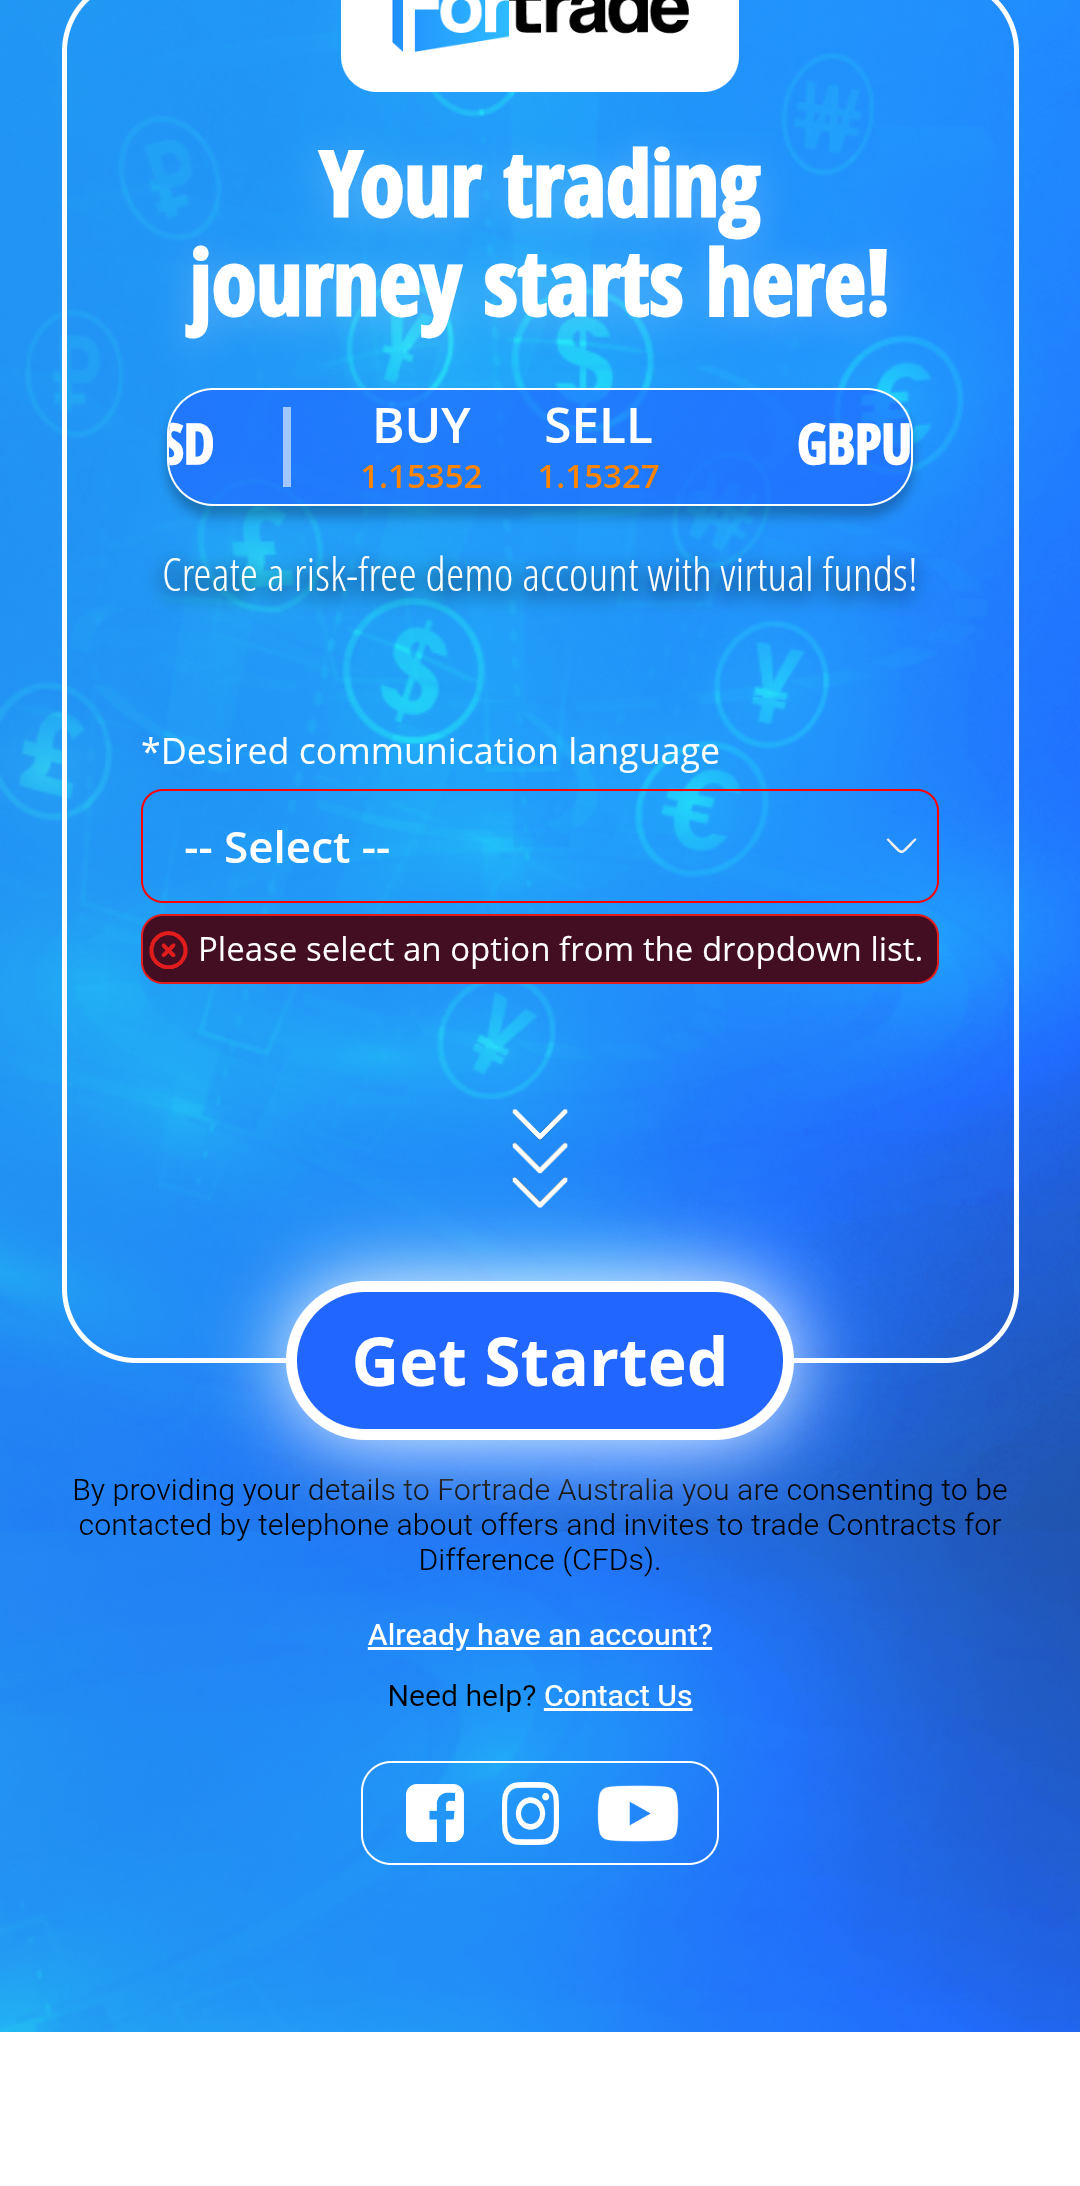 Fortrade
Your trading
journey starts here!
SD
BUY SELL
1.15352 1.15327
GBPU
Create a risk-free demo account with virtual funds!
*Desired communication language
-- Select --
Please select an option from the dropdown list.
Get Started
By providing your details to Fortrade Australia you are consenting to be
contacted by telephone about offers and invites to trade Contracts for
Difference (CFDs).
Already have an account?
Need help? Contact Us